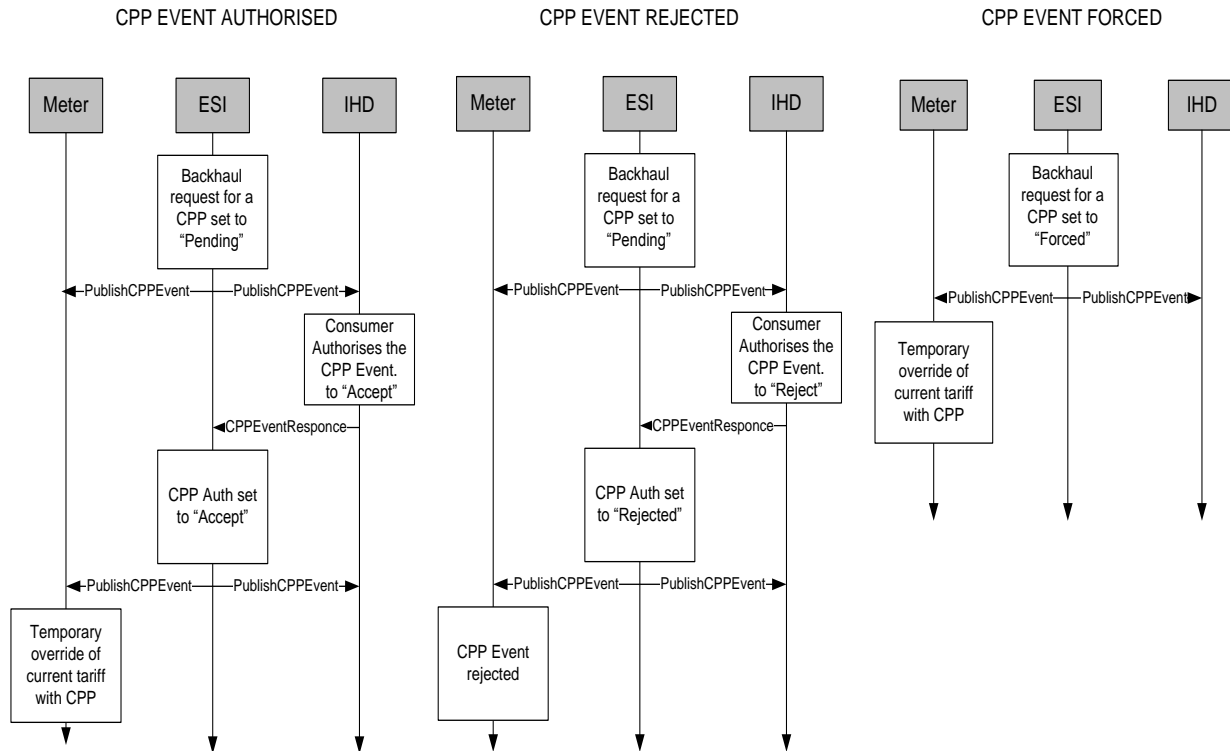 CPP EVENT AUTHORISED
CPP EVENT REJECTED
CPP EVENT FORCED
Meter
ESI
IHD
Backhaul
request for a
CPP set to
“Pending”
PublishCPPEvent
PublishCPPEvent
Consumer
Authorises the
CPP Event.
to “Accept”
CPPEventResponce
CPP Auth set
to “Accept”
PublishCPPEvent
PublishCPPEvent
Temporary
override of
current tariff
with CPP
Meter
ESI
IHD
Backhaul
request for a
CPP set to
“Pending”
PublishCPPEvent
PublishCPPEvent
Consumer
Authorises the
CPP Event.
to “Reject”
CPPEventResponce
CPP Auth set
to “Rejected”
PublishCPPEvent
PublishCPPEvent
CPP Event
rejected
Meter
ESI
IHD
Backhaul
request for a
CPP set to
“Forced”
PublishCPPEvent
PublishCPPEvent
Temporary
override of
current tariff
with CPP